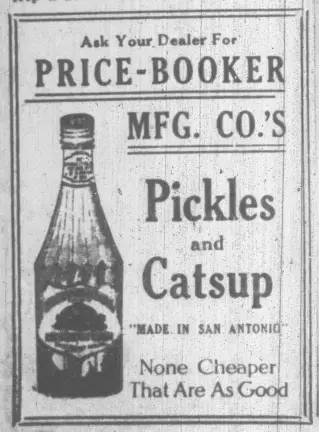 Ask Your Dealer For
PRICE-BOOKER
MFG. CO.'S
Pickles
and
Catsup
"MADE IN SAN ANTONIO"
None Cheaper
That Are As Good